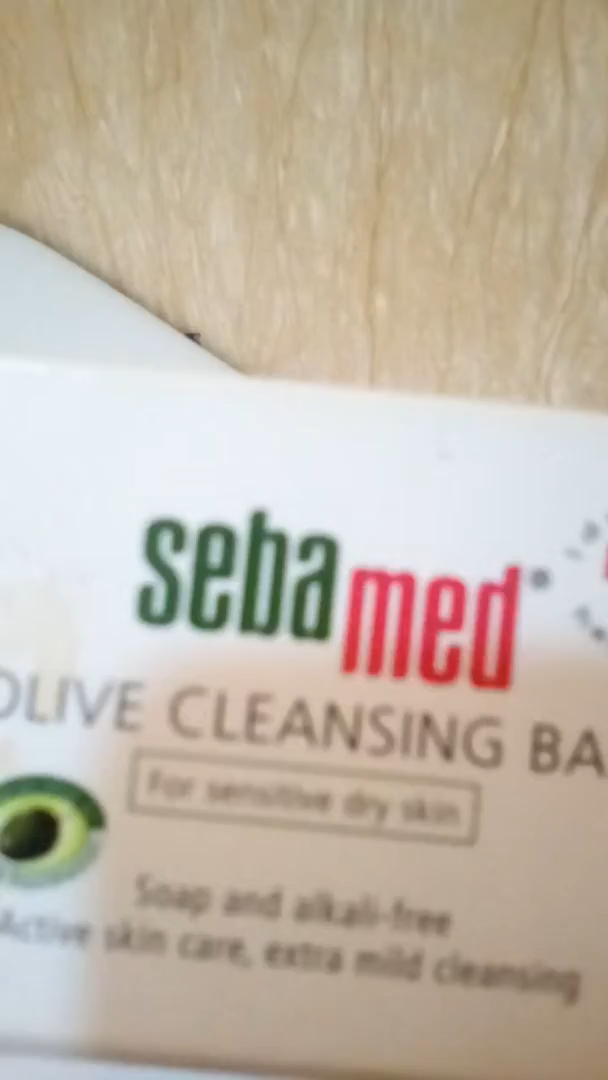 sebamed®
OLIVE CLEANSING BA
For sensitive dry skin
Soap and alkali-free
Active skin care, extra mild cleansing